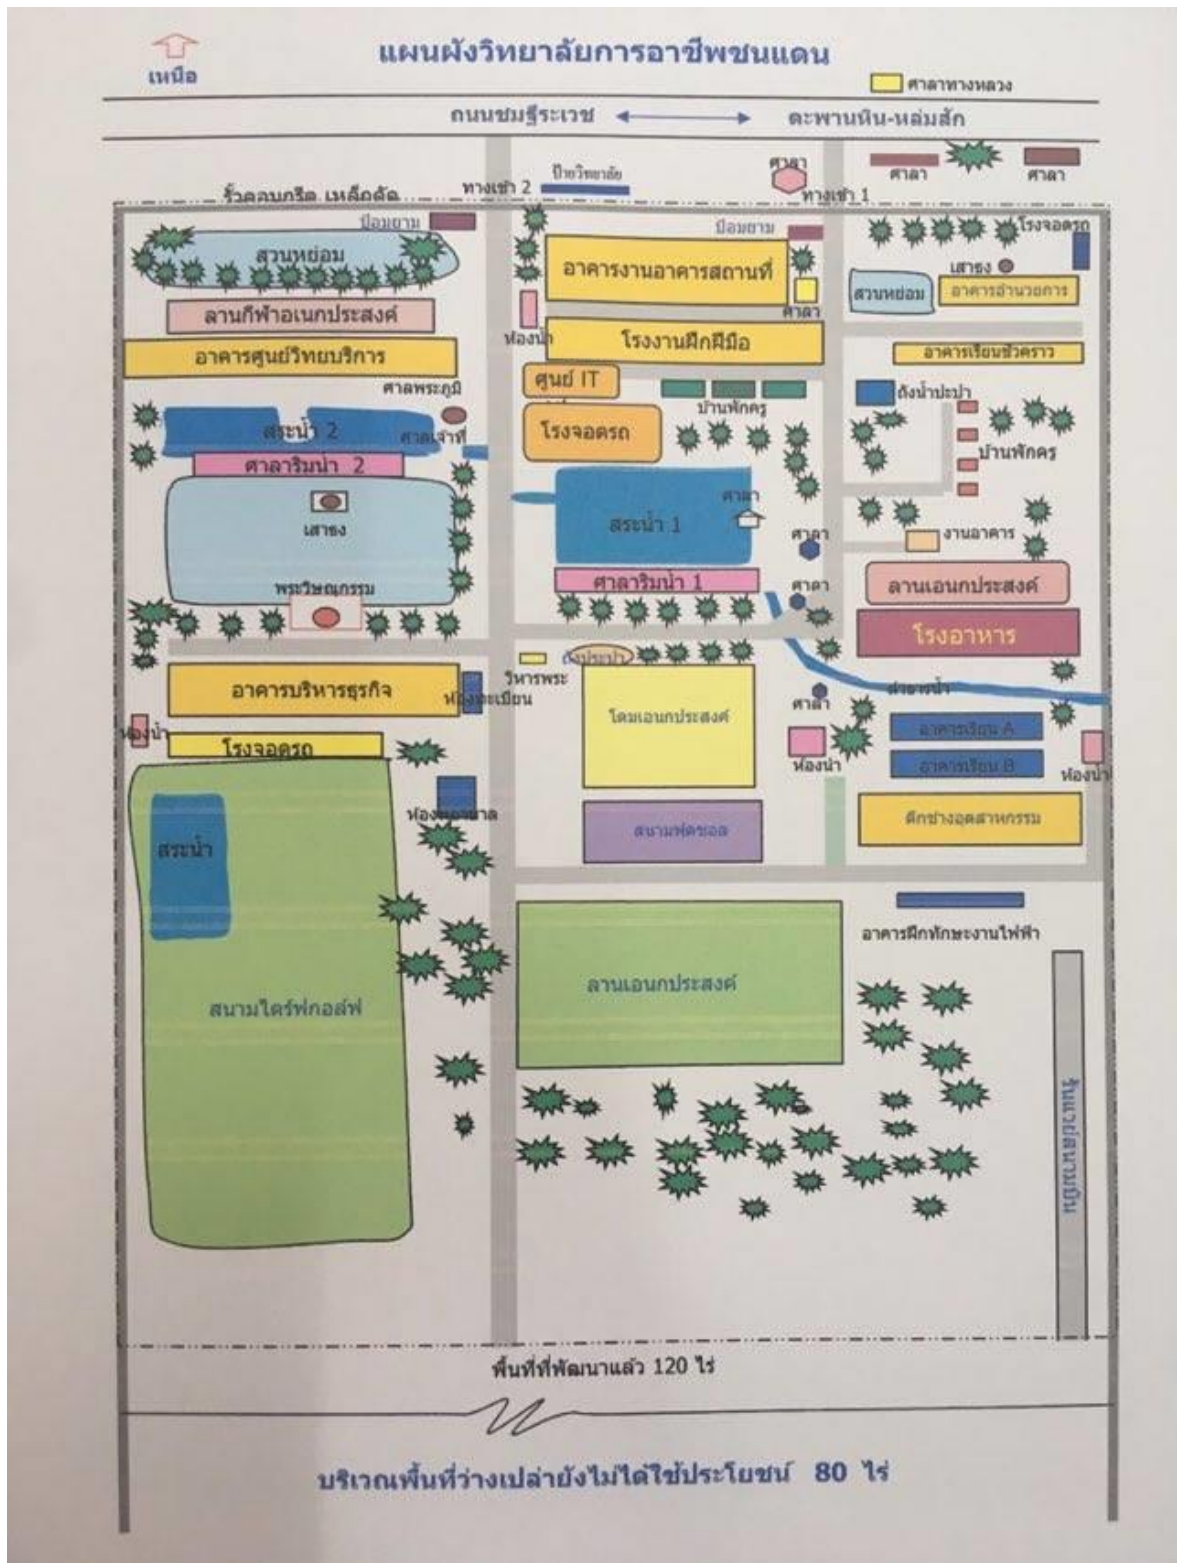 แผนผังวิทยาลัยการอาชีพชนแดน
เหนือ
ศาลาทางหลวง
ถนนชมฐีระเวช
ตะพานหิน-หล่มสัก
ป้ายวิทยาลัย
ศาลา
ศาลา
ศาลา
ทางเข้า 2
ทางเข้า 1
รั้วคอนกรีต เหล็กดัด
ป้อมยาม
ป้อมยาม
โรงจอดรถ
สวนหย่อม
อาคารงานอาคารสถานที่
เสาธง
สวนหย่อม
อาคารอำนวยการ
ศาลา
ลานกีฬาอเนกประสงค์
ห้องน้ำ
โรงงานฝึกฝีมือ
อาคารศูนย์วิทยบริการ
อาคารเรียนชั่วคราว
ศูนย์ IT
ศาลพระภูมิ
บ้านพักครู
ถังน้ำประปา
สระน้ำ 2
ศาลเจ้าที่
โรงจอดรถ
บ้านพักครู
ศาลาริมน้ำ 2
เสาธง
ศาลา
สระน้ำ 1
ศาลา
งานอาคาร
ศาลาริมน้ำ 1
ศาลา
ลานเอนกประสงค์
พระวิษณุกรรม
โรงอาหาร
ถังประปา
วิหารพระ
อาคารบริหารธุรกิจ
ห้องทะเบียน
ศาลา
ลำธารน้ำ
โดมเอนกประสงค์
ห้องน้ำ
โรงจอดรถ
อาคารเรียน A
ห้องน้ำ
อาคารเรียน B
ห้องน้ำ
ห้องพยาบาล
สนามฟุตซอล
ตึกช่างอุตสาหกรรม
สระน้ำ
อาคารฝึกทักษะงานไฟฟ้า
ลานเอนกประสงค์
สนามไดร์ฟกอล์ฟ
พื้นที่ที่พัฒนาแล้ว 120 ไร่
บริเวณพื้นที่ว่างเปล่ายังไม่ได้ใช้ประโยชน์ 80 ไร่